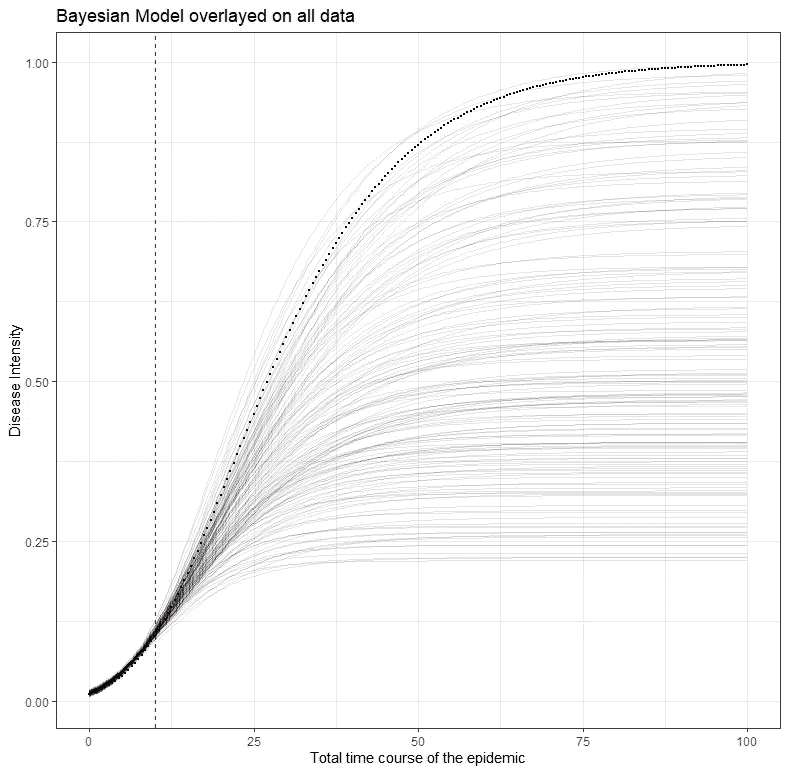 Bayesian Model overlayed on all data
Disease Intensity
1.00
0.75
0.50
0.25
0.00
0 25 50 75 100
Total time course of the epidemic